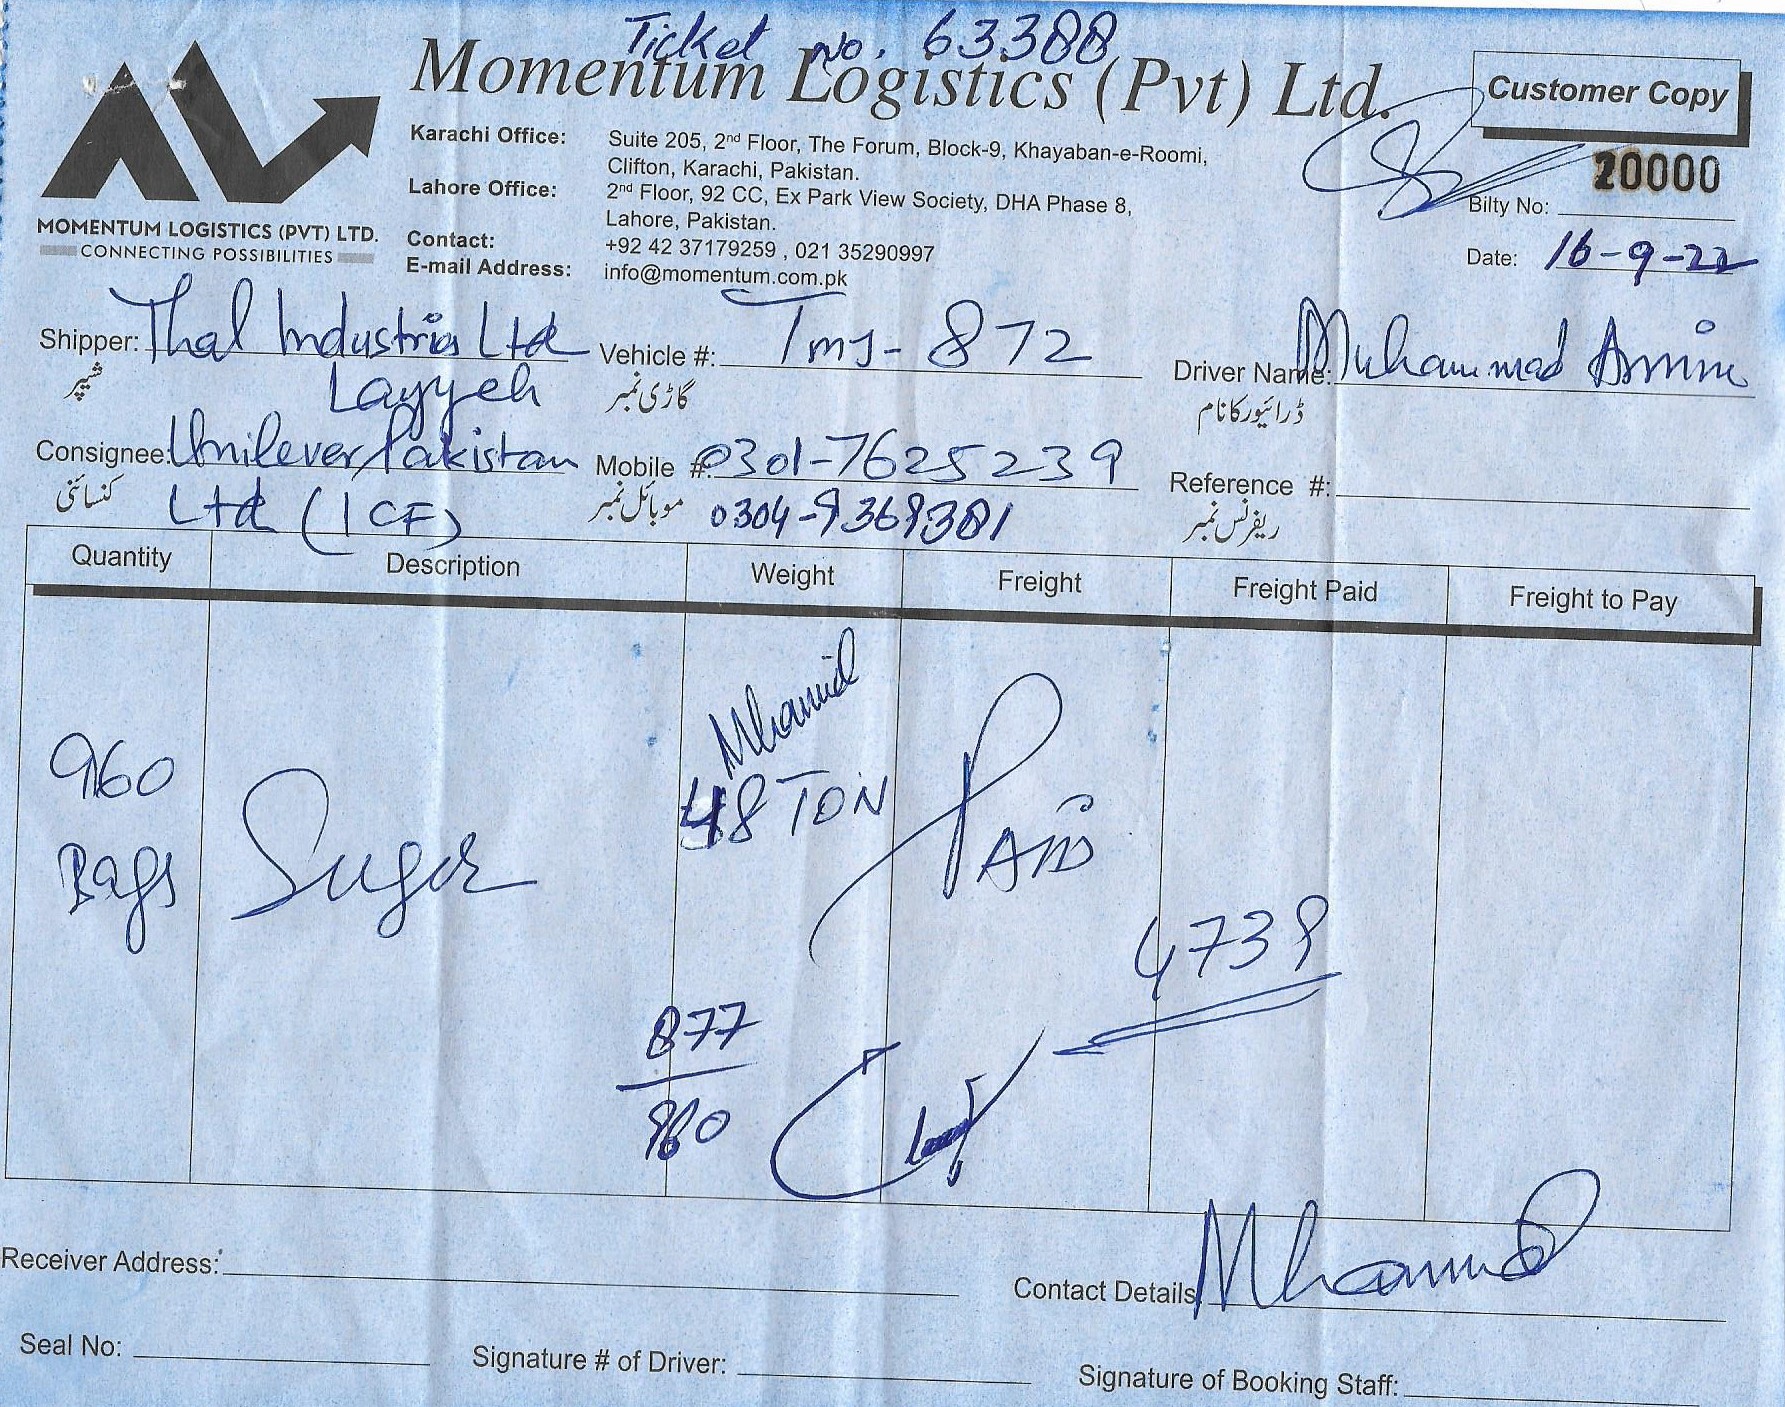 Ticket No. 63388
Momentum Logistics (Pvt) Ltd.
Customer Copy
MOMENTUM LOGISTICS (PVT) LTD.
CONNECTING POSSIBILITIES
Karachi Office: Suite 205, 2nd Floor, The Forum, Block-9, Khayaban-e-Roomi,
Clifton, Karachi, Pakistan.
Lahore Office: 2nd Floor, 92 CC, Ex Park View Society, DHA Phase 8,
Lahore, Pakistan.
Contact: +92 42 37179259 , 021 35290997
E-mail Address: info@momentum.com.pk
20000
Bilty No:
Date: 16-9-22
Shipper: Thal Industries Ltd Vehicle #: TMJ-872 Driver Name: Muhammad Amin
شیپر Layyeh گاڑی نمبر ڈرائیور کا نام
Consignee: Unilever Pakistan Mobile #: 0301-7625239 Reference #:
کنسائنی Ltd (ICF) موبائل نمبر 0304-9369381 ریفرنس نمبر
Quantity Description Weight Freight Freight Paid Freight to Pay
960 48 TON PAID
Bags Sugar
4739
877
960
Receiver Address: Contact Details:
Seal No: Signature # of Driver: Signature of Booking Staff: